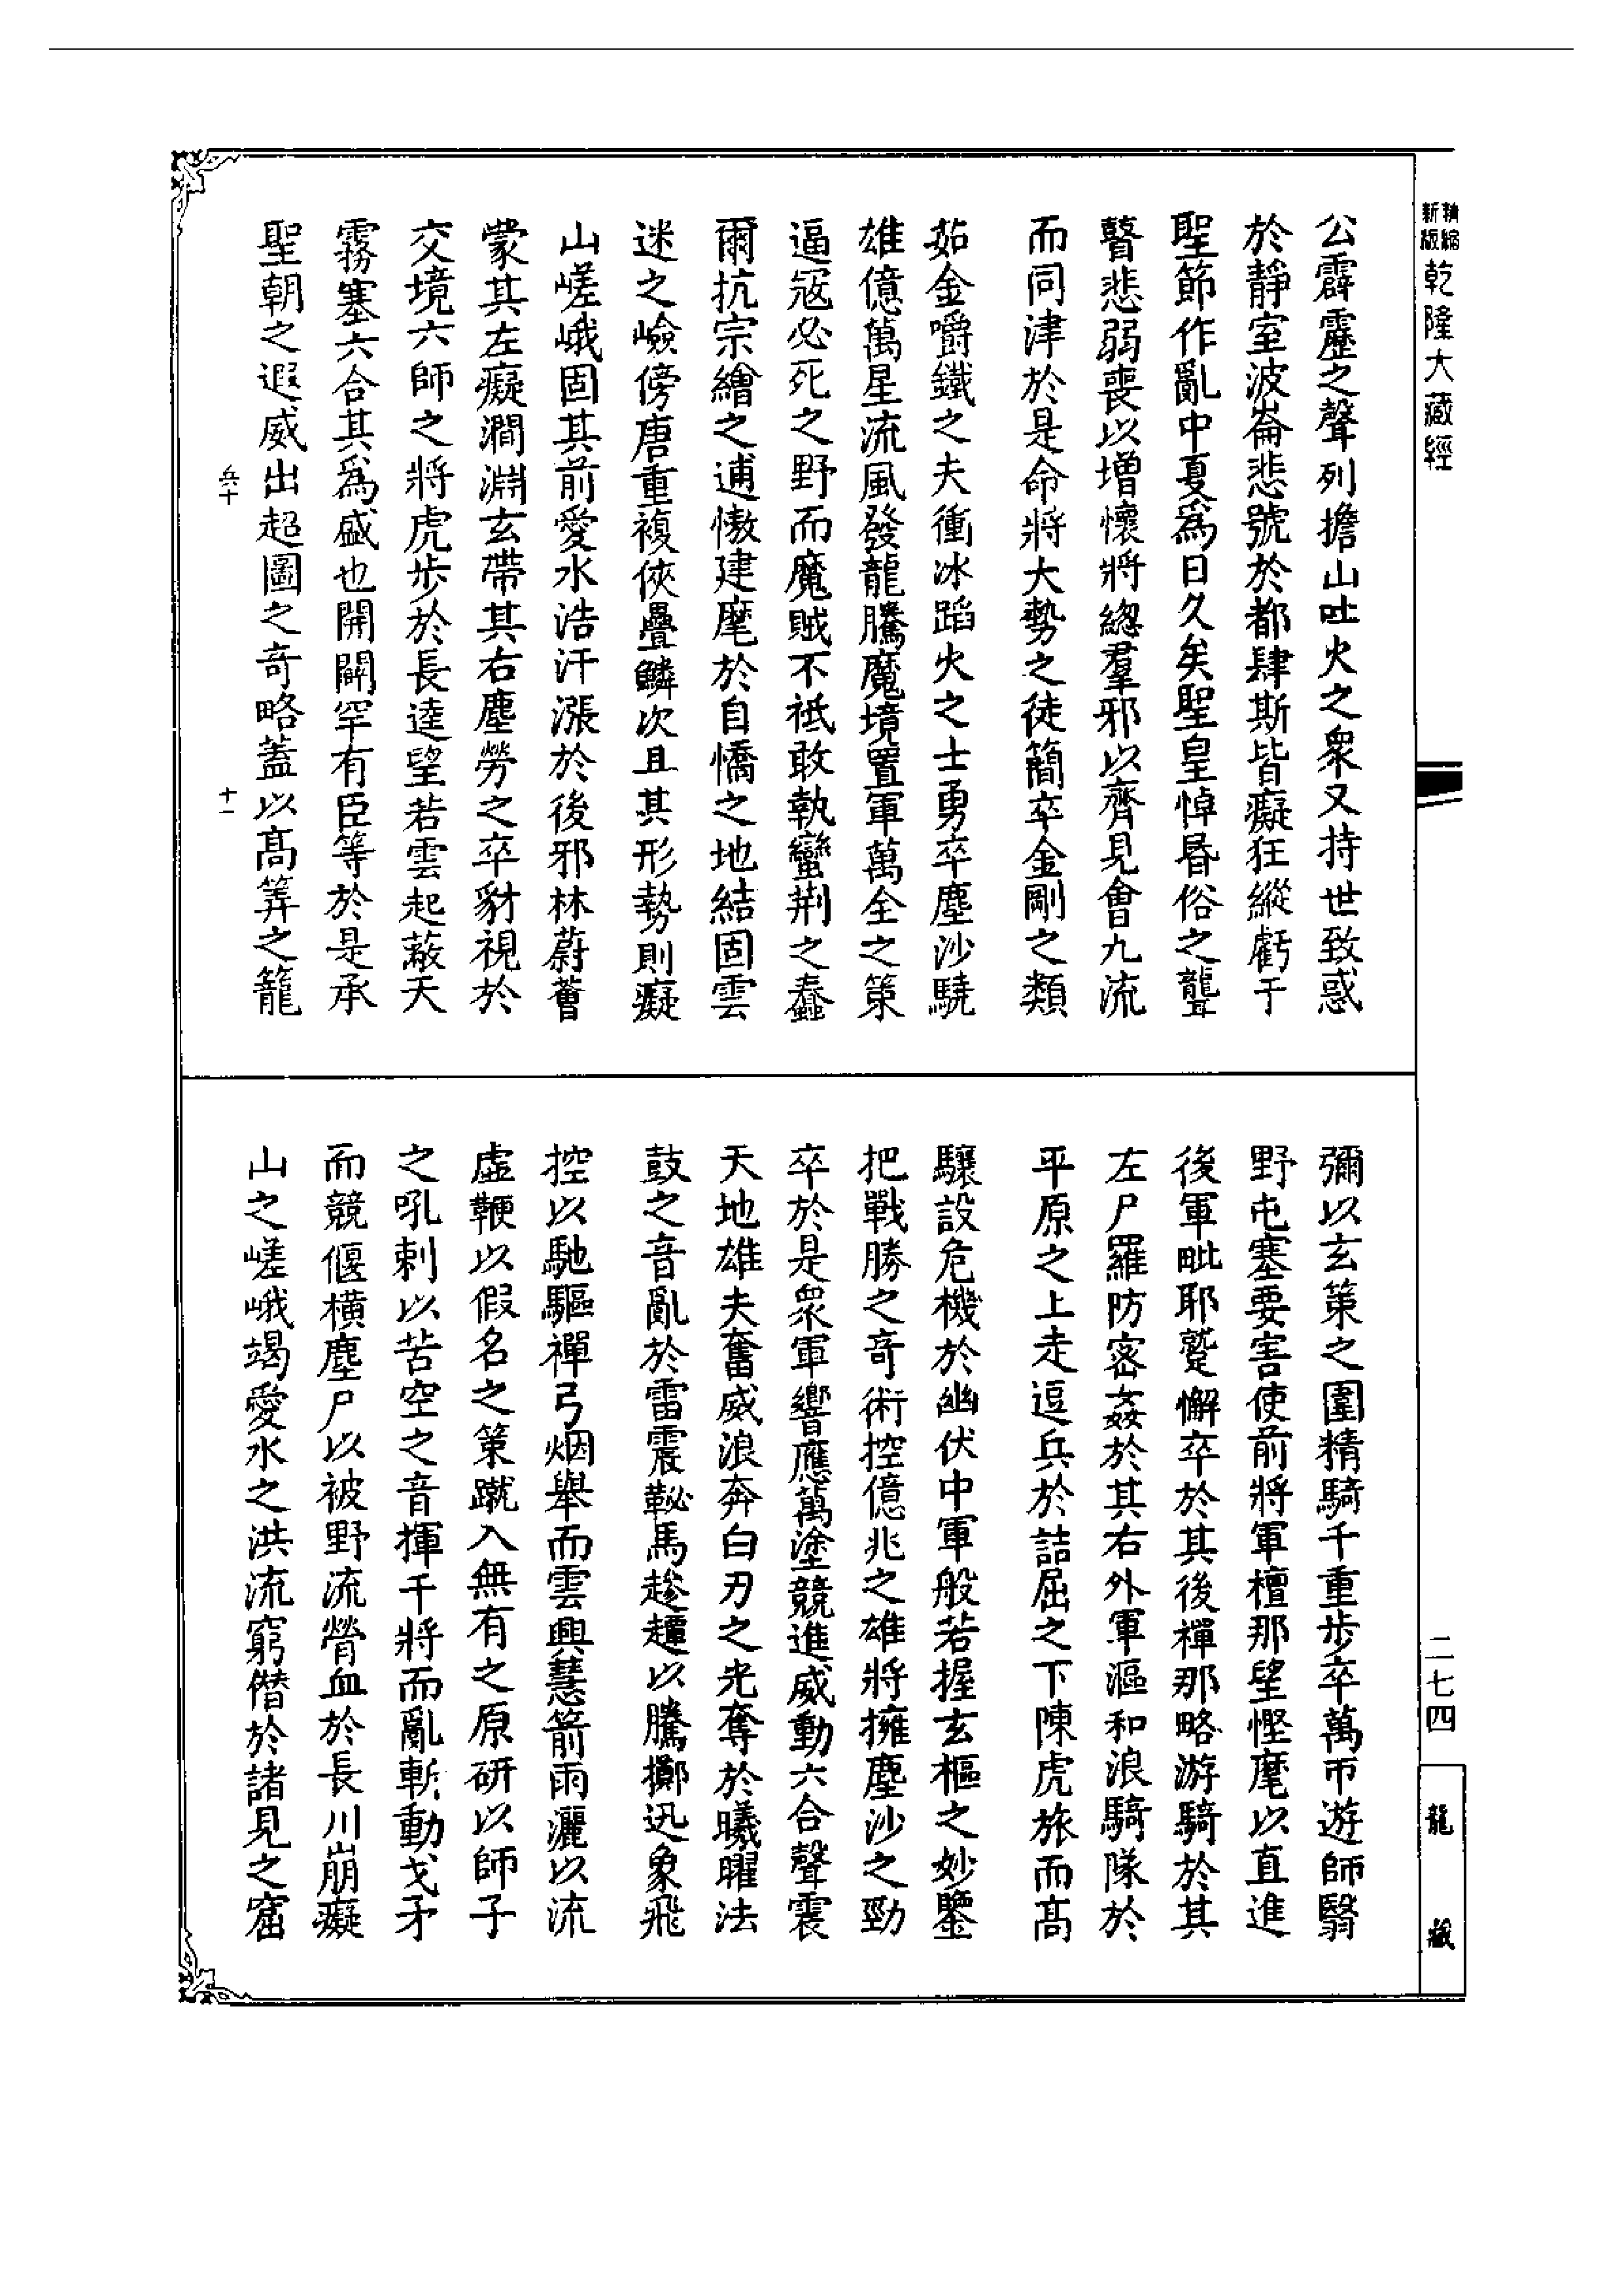 新版精縮乾隆大藏經
公霹靂之聲列擔山吐火之衆又持世致惑
於靜室波崙悲號於都肆斯皆癡狂縱虧于
聖節作亂中夏爲日久矣聖皇悼昏俗之聾
瞽悲弱喪以增懷將總羣邪以齊見會九流
而同津於是命將大勢之徒簡卒金剛之類
茹金嚼鐵之夫衝冰蹈火之士勇卒塵沙驍
雄億萬星流風發龍騰魔境置軍萬全之策
逼寇必死之野而魔賊不祗敢執蠻荆之蠢
爾抗宗繪之逋慠建麾於自憍之地結固雲
迷之嶮傍唐重複俠疊鱗次且其形勢則癡
山嵯峨固其前愛水浩汗漲於後邪林蔚薈
蒙其左癡澗淵玄帶其右塵勞之卒豺視於
交境六師之將虎步於長逵望若雲起蔽天
霧塞六合其爲盛也開闢罕有臣等於是承
聖朝之遐威出超圖之奇略蓋以高筭之籠
兵十
十一
彌以玄策之圍精騎千重步卒萬帀遊師翳
野屯塞要害使前將軍檀那望慳麾以直進
後軍毗耶蹵懈卒於其後禪那略游騎於其
左尸羅防密姦於其右外軍漚和浪騎隊於
平原之上走逗兵於詰屈之下陳虎旅而高
驤設危機於幽伏中軍般若握玄樞之妙鑒
把戰勝之奇術控億兆之雄將擁塵沙之勁
卒於是衆軍響應萬塗競進威動六合聲震
天地雄夫奮威浪奔白刃之光奪於曦曜法
鼓之音亂於雷震鞁馬趁趯以騰擲迅象飛
控以馳驅禪弓烟舉而雲興慧箭雨灑以流
虛鞭以假名之策蹴入無有之原研以師子
之吼刺以苦空之音揮千將而亂斬動戈矛
而競偃橫塵尸以被野流膋血於長川崩癡
山之嵯峨竭愛水之洪流窮僭於諸見之窟
二七四
龍藏